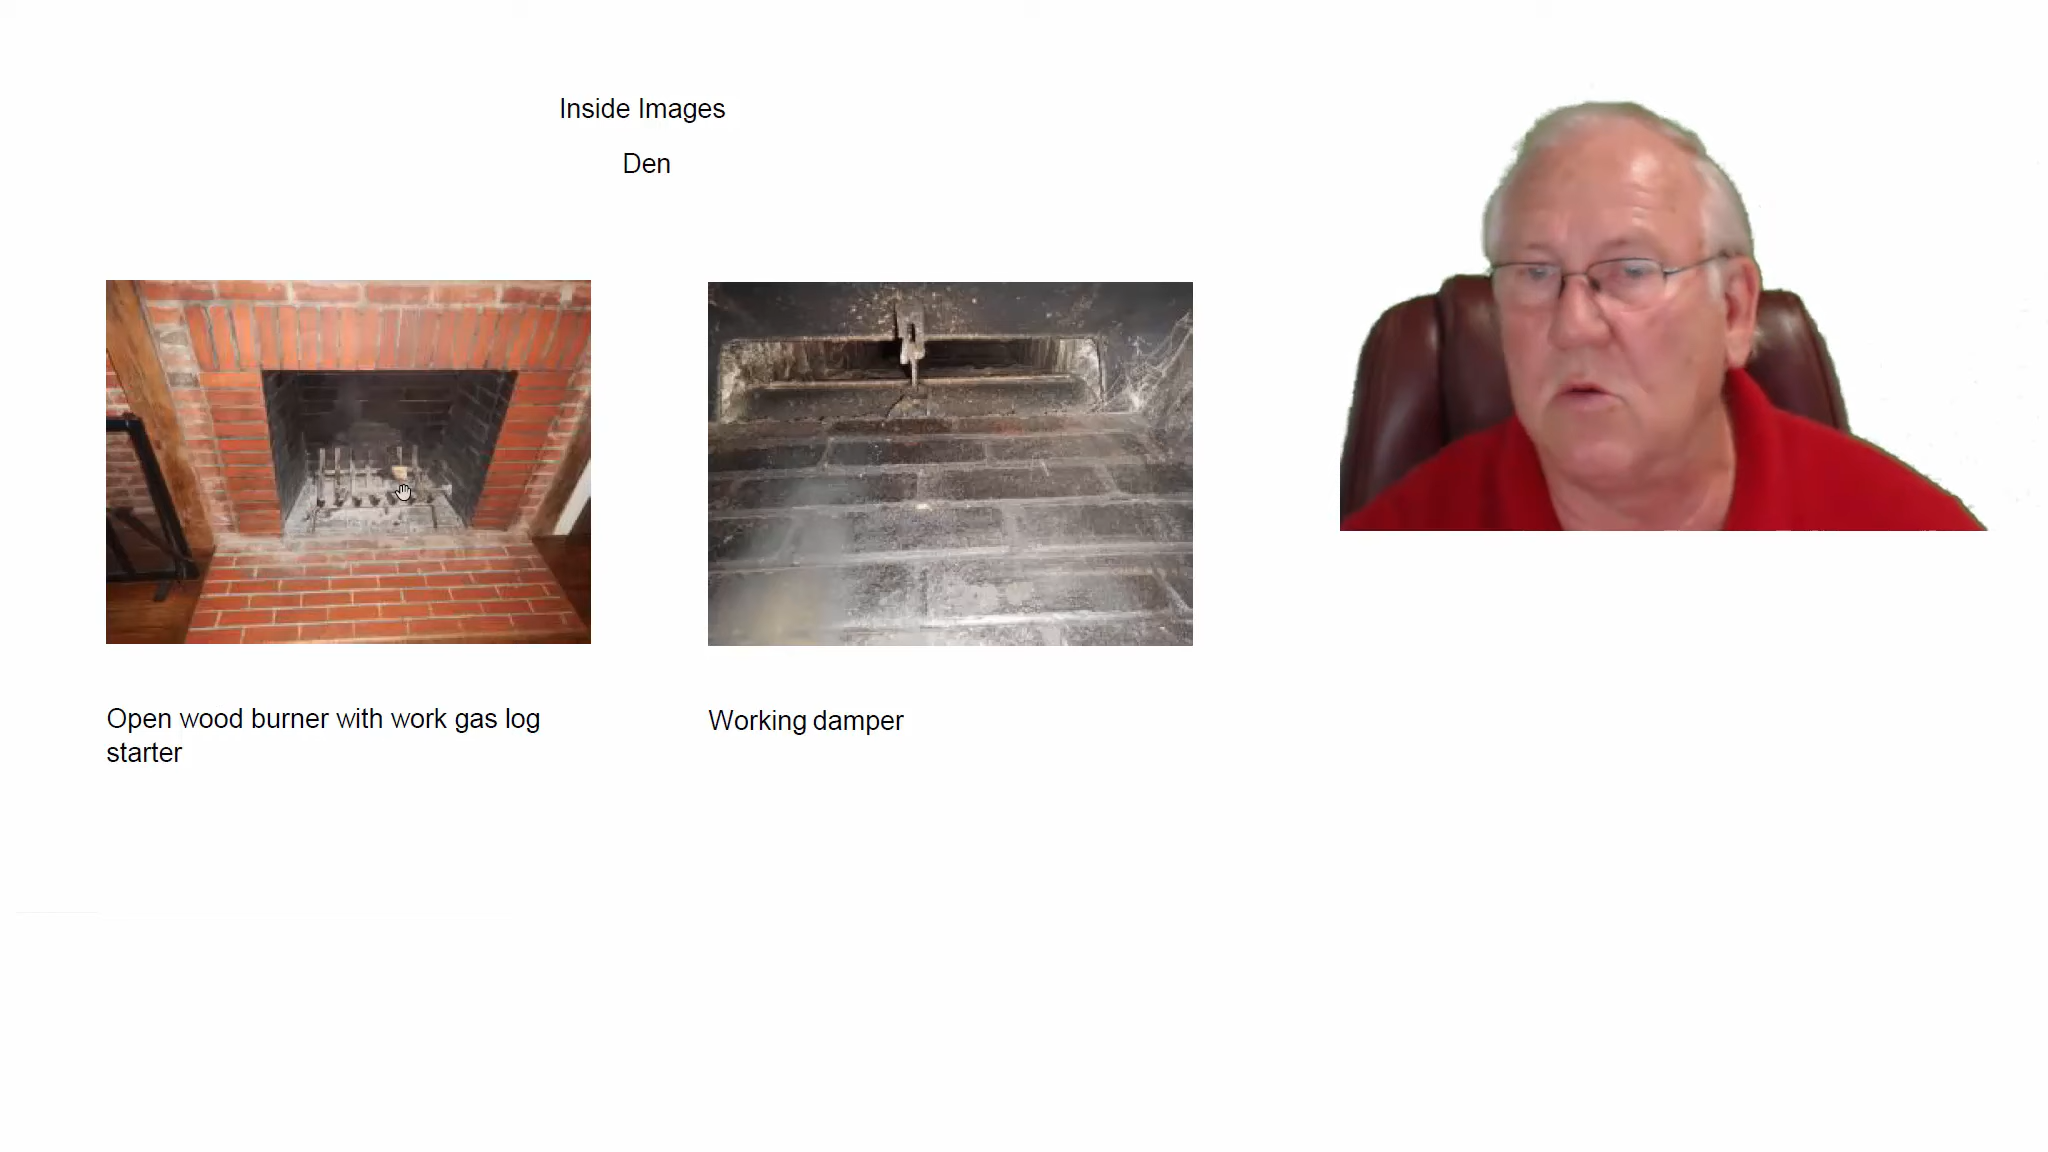 Inside Images
Den
Open wood burner with work gas log
starter
Working damper